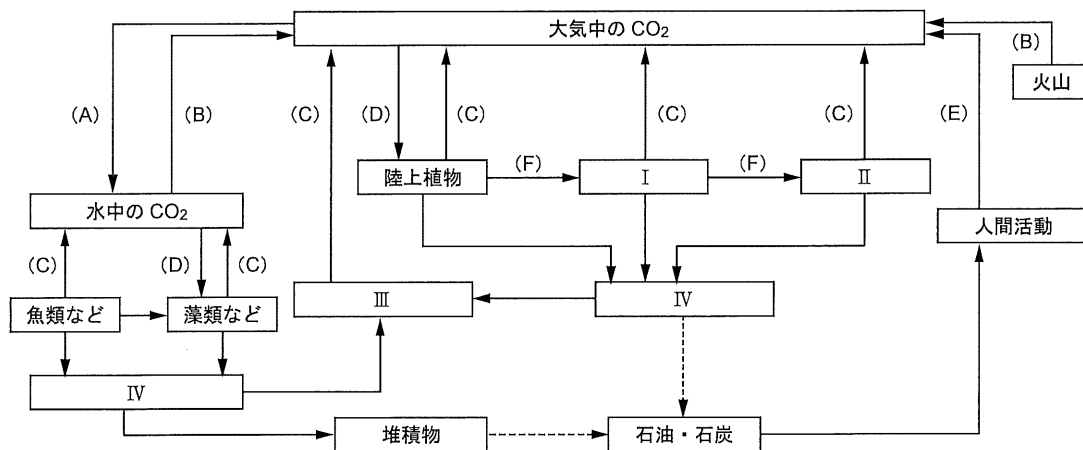 大気中の CO₂
(B)
火山
(A)
(B)
(C)
(D)
(C)
(C)
(C)
(E)
陸上植物
(F)
Ⅰ
(F)
Ⅱ
水中の CO₂
人間活動
(C)
(D)
(C)
魚類など
藻類など
Ⅲ
Ⅳ
Ⅳ
堆積物
石油・石炭